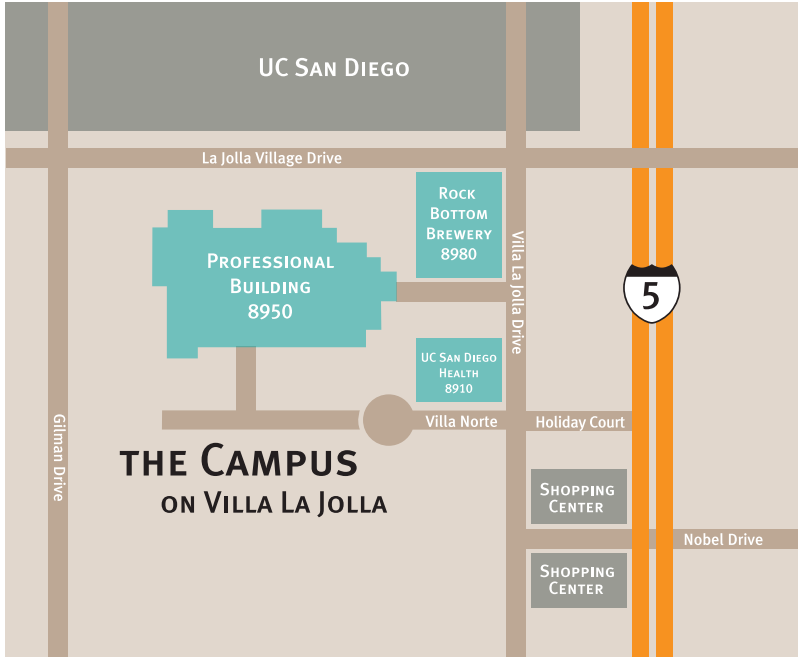 UC SAN DIEGO
La Jolla Village Drive
ROCK
BOTTOM
BREWERY
8980
PROFESSIONAL
BUILDING
8950
Villa La Jolla Drive
5
UC SAN DIEGO
HEALTH
8910
Gilman Drive
Villa Norte
Holiday Court
THE CAMPUS
ON VILLA LA JOLLA
SHOPPING
CENTER
Nobel Drive
SHOPPING
CENTER